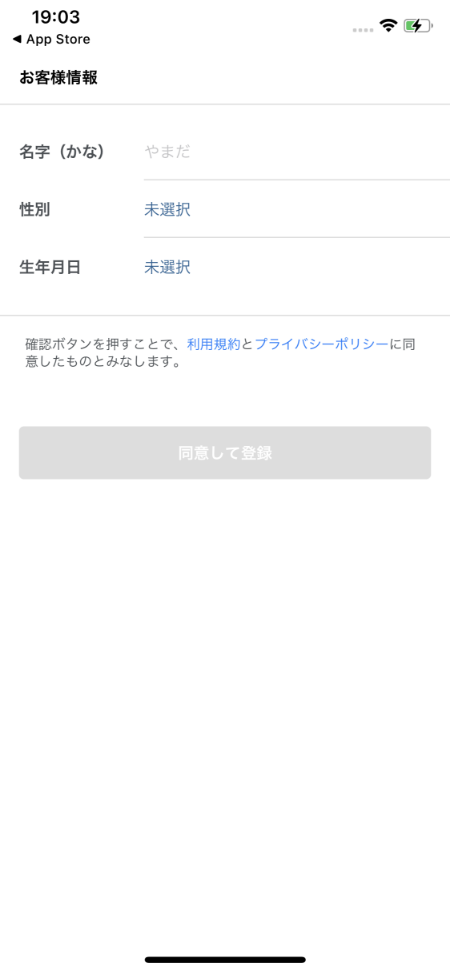 19:03
◀ App Store
お客様情報
名字（かな） やまだ
性別 未選択
生年月日 未選択
確認ボタンを押すことで、利用規約とプライバシーポリシーに同
意したものとみなします。
同意して登録